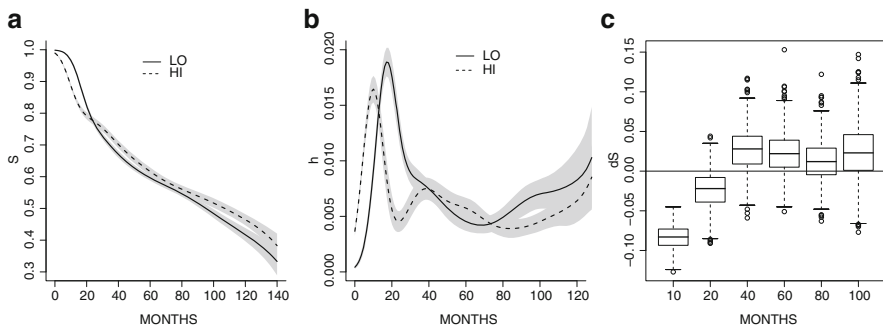 a
S
0.3 0.4 0.5 0.6 0.7 0.8 0.9 1.0
LO
HI
0 20 40 60 80 100 120 140
MONTHS
b
h
0.000 0.005 0.010 0.015 0.020
LO
HI
0 20 40 60 80 100 120
MONTHS
c
dS
−0.10 −0.05 0.00 0.05 0.10 0.15
10 20 40 60 80 100
MONTHS